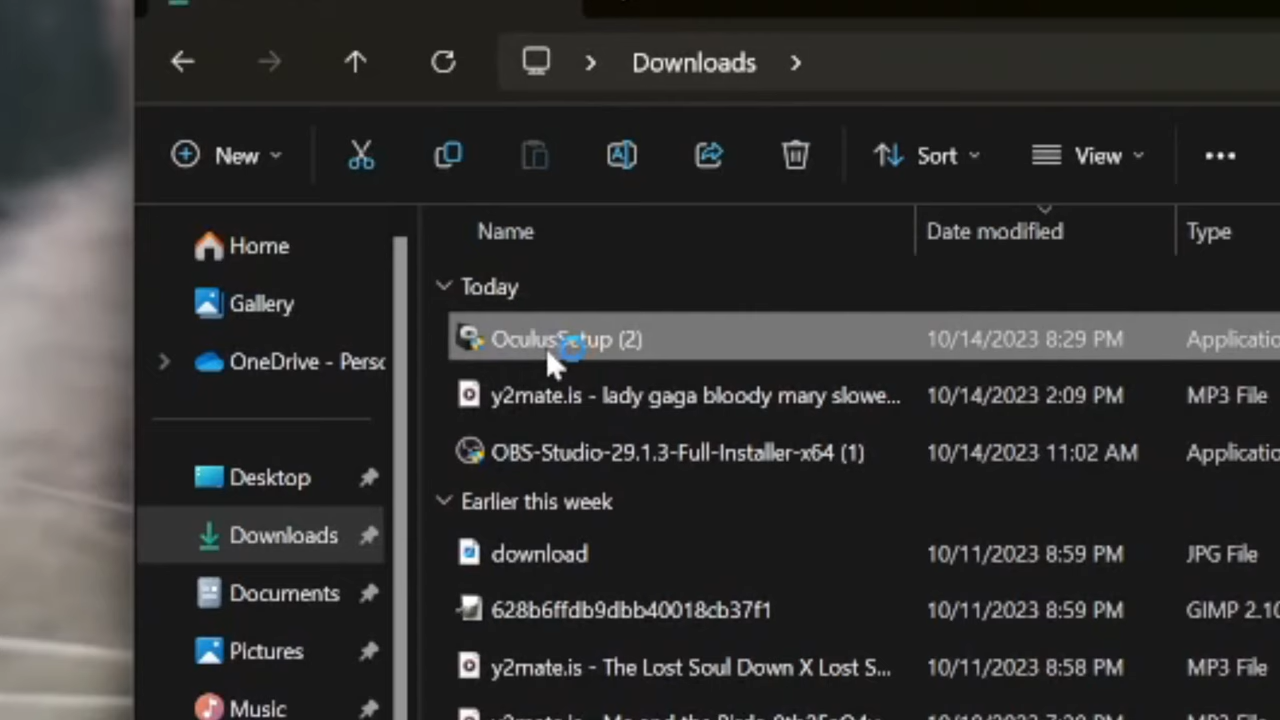 Downloads
New
Sort
View
Name
Date modified
Type
Home
Gallery
OneDrive - Perso
Desktop
Downloads
Documents
Pictures
Music
Today
OculusSetup (2) 10/14/2023 8:29 PM Applicatio
y2mate.is - lady gaga bloody mary slowe... 10/14/2023 2:09 PM MP3 File
OBS-Studio-29.1.3-Full-Installer-x64 (1) 10/14/2023 11:02 AM Applicatio
Earlier this week
download 10/11/2023 8:59 PM JPG File
628b6ffdb9dbb40018cb37f1 10/11/2023 8:59 PM GIMP 2.10
y2mate.is - The Lost Soul Down X Lost S... 10/11/2023 8:58 PM MP3 File